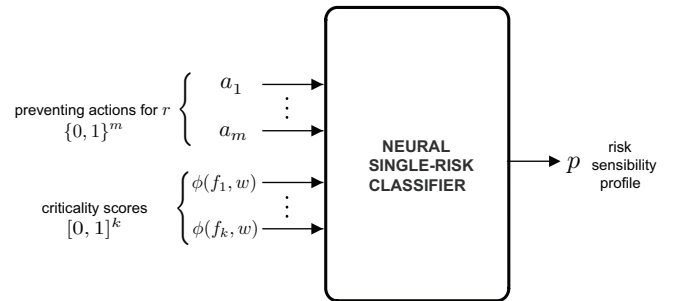 preventing actions for r
{0, 1}^m
a_1
⋮
a_m
criticality scores
[0, 1]^k
ϕ(f_1, w)
⋮
ϕ(f_k, w)
NEURAL
SINGLE-RISK
CLASSIFIER
p
risk
sensibility
profile